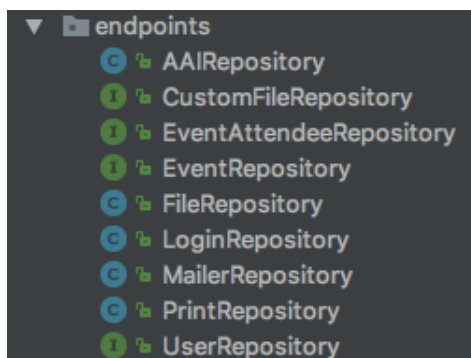 endpoints
C AAIRepository
I CustomFileRepository
I EventAttendeeRepository
I EventRepository
C FileRepository
C LoginRepository
C MailerRepository
C PrintRepository
I UserRepository